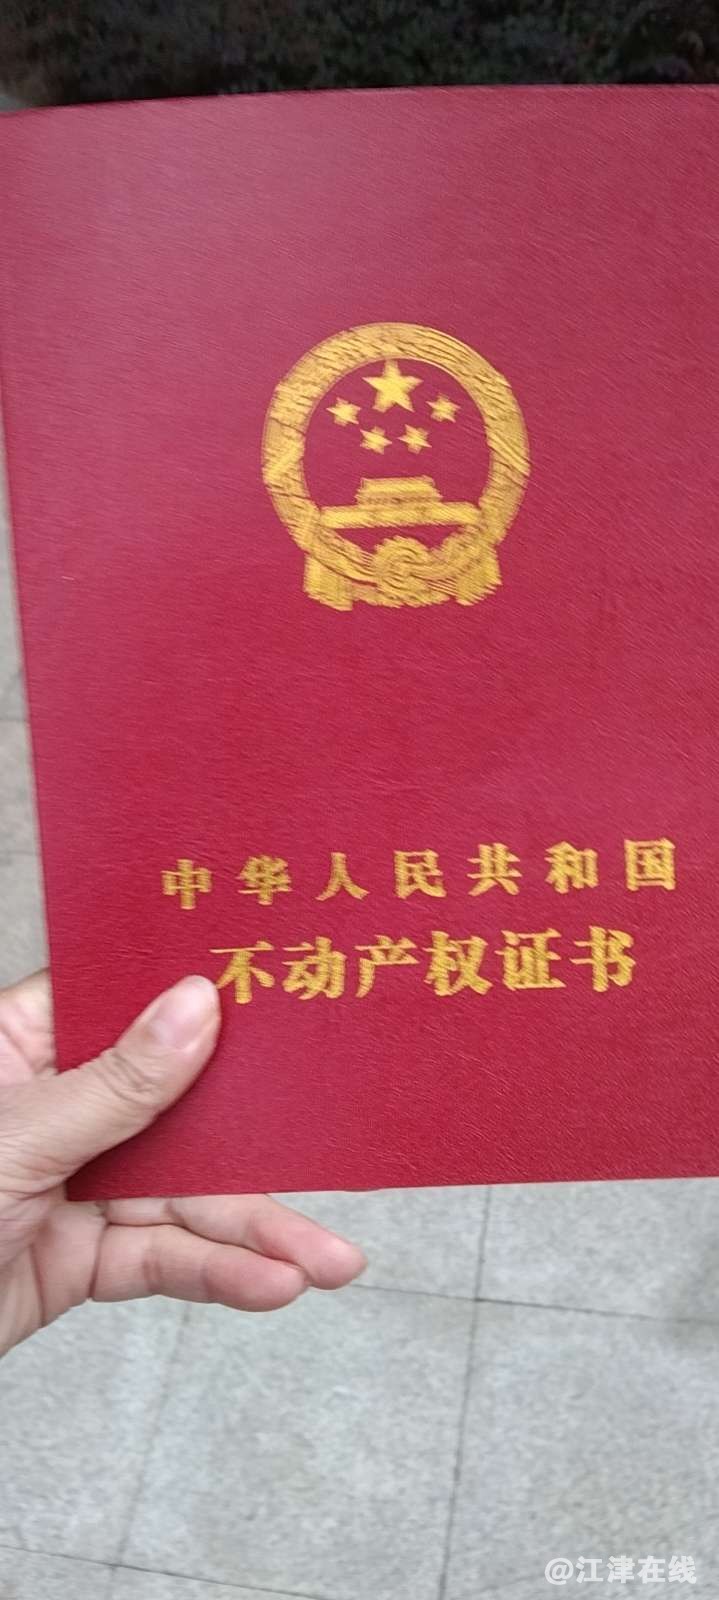 中华人民共和国
不动产权证书
@江津在线